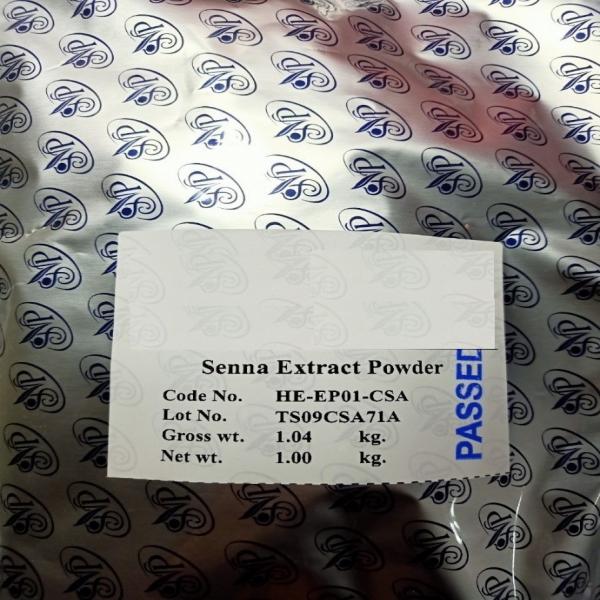 Senna Extract Powder
Code No. HE-EP01-CSA
Lot No. TS09CSA71A
Gross wt. 1.04 kg.
Net wt. 1.00 kg.
PASSED